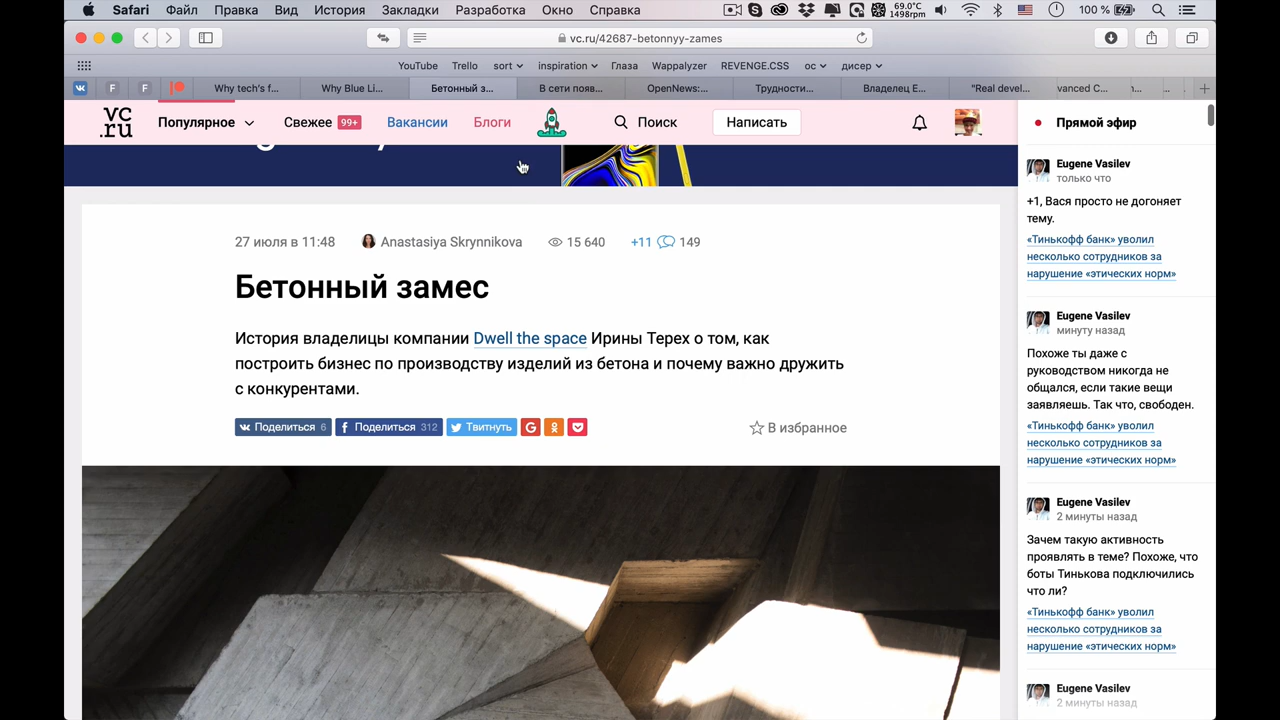 Safari Файл Правка Вид История Закладки Разработка Окно Справка 69.0°C 1498rpm 100 %
vc.ru/42687-betonnyy-zames
YouTube Trello sort inspiration Глаза Wappalyzer REVENGE.CSS ос дисер
F F Why tech's f... Why Blue Li... Бетонный з... В сети появ... OpenNews:... Трудности... Владелец Е... "Real devel... vanced C...
vc.ru Популярное Свежее 99+ Вакансии Блоги Поиск Написать
27 июля в 11:48 Anastasiya Skrynnikova 15 640 +11 149
Бетонный замес
История владелицы компании Dwell the space Ирины Терех о том, как
построить бизнес по производству изделий из бетона и почему важно дружить
с конкурентами.
Поделиться 6 Поделиться 312 Твитнуть G В избранное
Прямой эфир
Eugene Vasilev
только что
+1, Вася просто не догоняет
тему.
«Тинькофф банк» уволил
несколько сотрудников за
нарушение «этических норм»
Eugene Vasilev
минуту назад
Похоже ты даже с
руководством никогда не
общался, если такие вещи
заявляешь. Так что, свободен.
«Тинькофф банк» уволил
несколько сотрудников за
нарушение «этических норм»
Eugene Vasilev
2 минуты назад
Зачем такую активность
проявлять в теме? Похоже, что
боты Тинькова подключились
что ли?
«Тинькофф банк» уволил
несколько сотрудников за
нарушение «этических норм»
Eugene Vasilev
2 минуты назад